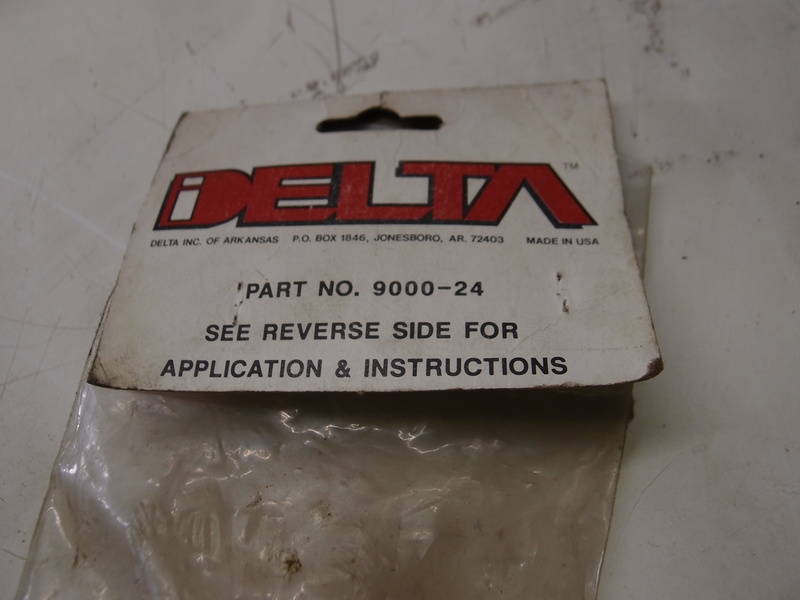 DELTA™
DELTA INC. OF ARKANSAS P.O. BOX 1846, JONESBORO, AR. 72403 MADE IN USA
PART NO. 9000-24
SEE REVERSE SIDE FOR
APPLICATION & INSTRUCTIONS